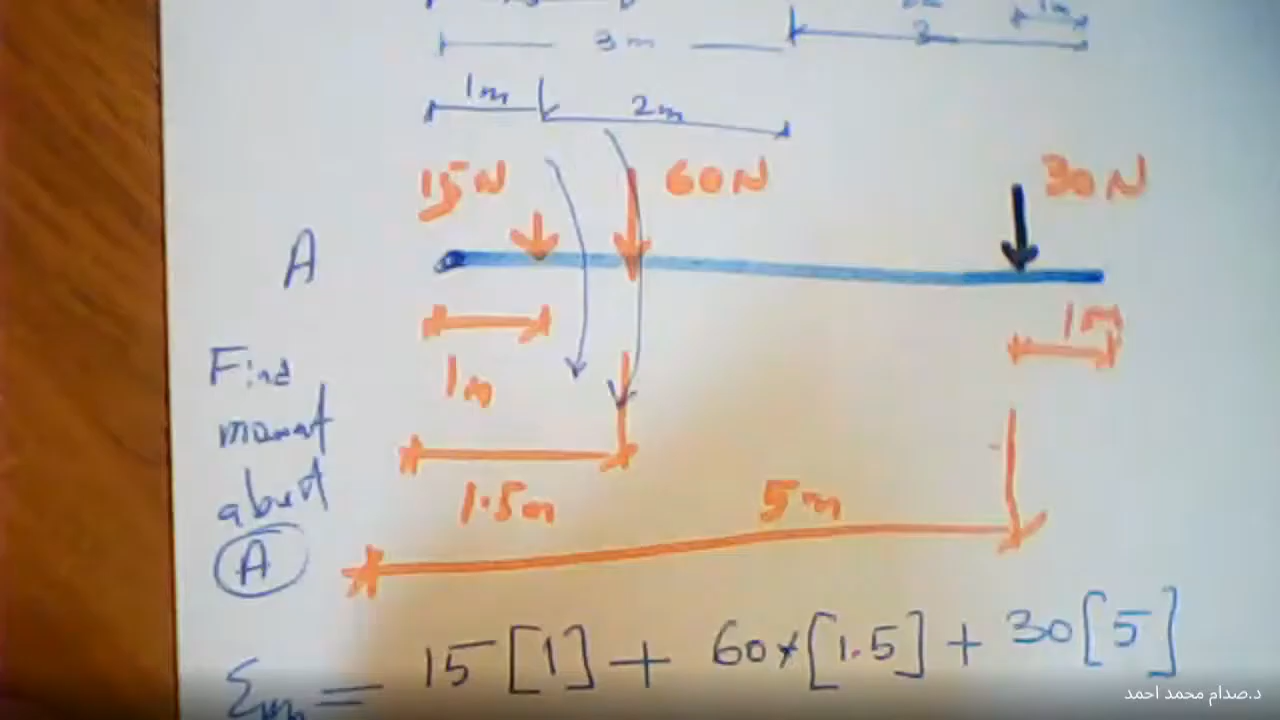 3m
1m
1m 2m
15N 60N 30N
A
1m
Find
1m
moment
about
1.5m 5m
A
Σm = 15 [1] + 60×[1.5] + 30[5]
د.صدام محمد احمد